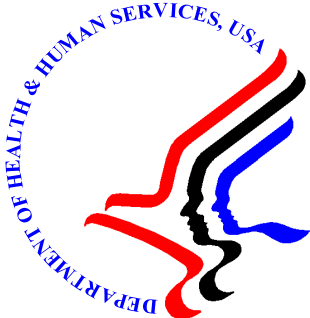 DEPARTMENT OF HEALTH & HUMAN SERVICES, USA